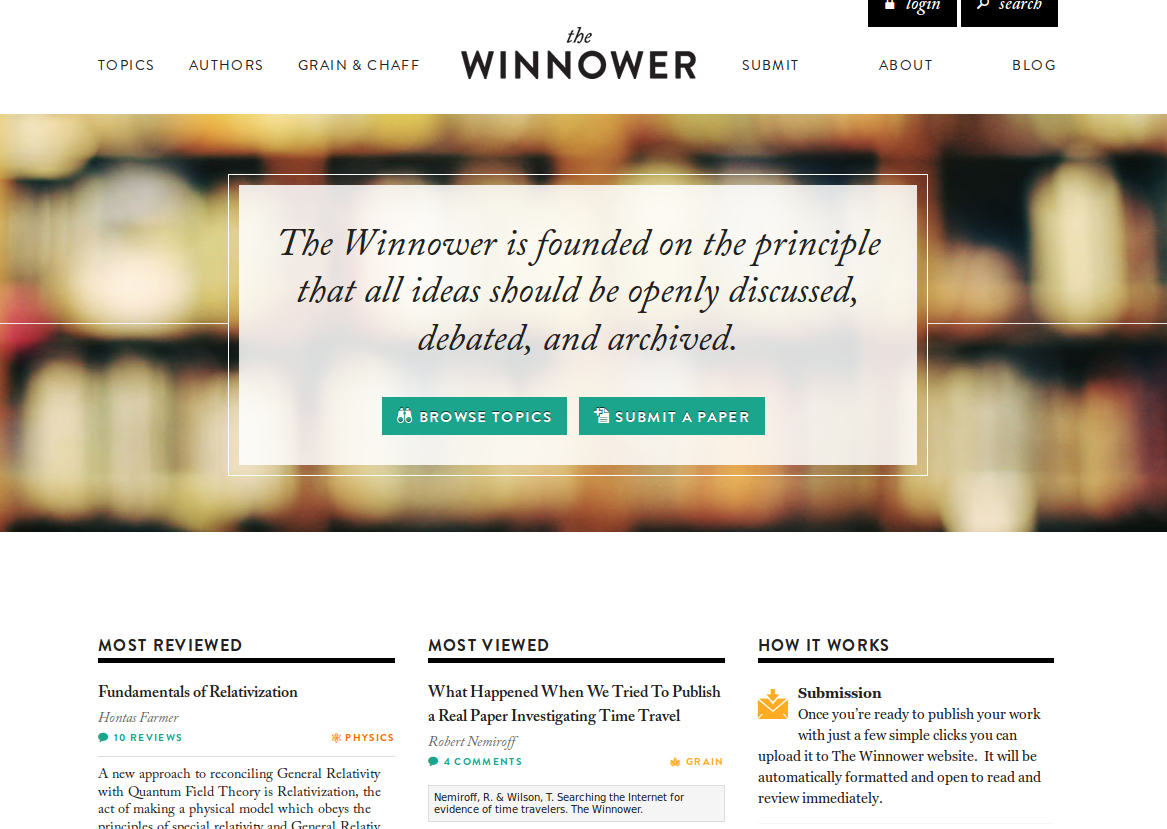 login search
the
WINNOWER
TOPICS AUTHORS GRAIN & CHAFF SUBMIT ABOUT BLOG
The Winnower is founded on the principle
that all ideas should be openly discussed,
debated, and archived.
BROWSE TOPICS SUBMIT A PAPER
MOST REVIEWED
Fundamentals of Relativization
Hontas Farmer
10 REVIEWS PHYSICS
A new approach to reconciling General Relativity
with Quantum Field Theory is Relativization, the
act of making a physical model which obeys the
principles of special relativity and General Relativ
MOST VIEWED
What Happened When We Tried To Publish
a Real Paper Investigating Time Travel
Robert Nemiroff
4 COMMENTS GRAIN
Nemiroff, R. & Wilson, T. Searching the Internet for
evidence of time travelers. The Winnower.
HOW IT WORKS
Submission
Once you’re ready to publish your work
with just a few simple clicks you can
upload it to The Winnower website. It will be
automatically formatted and open to read and
review immediately.